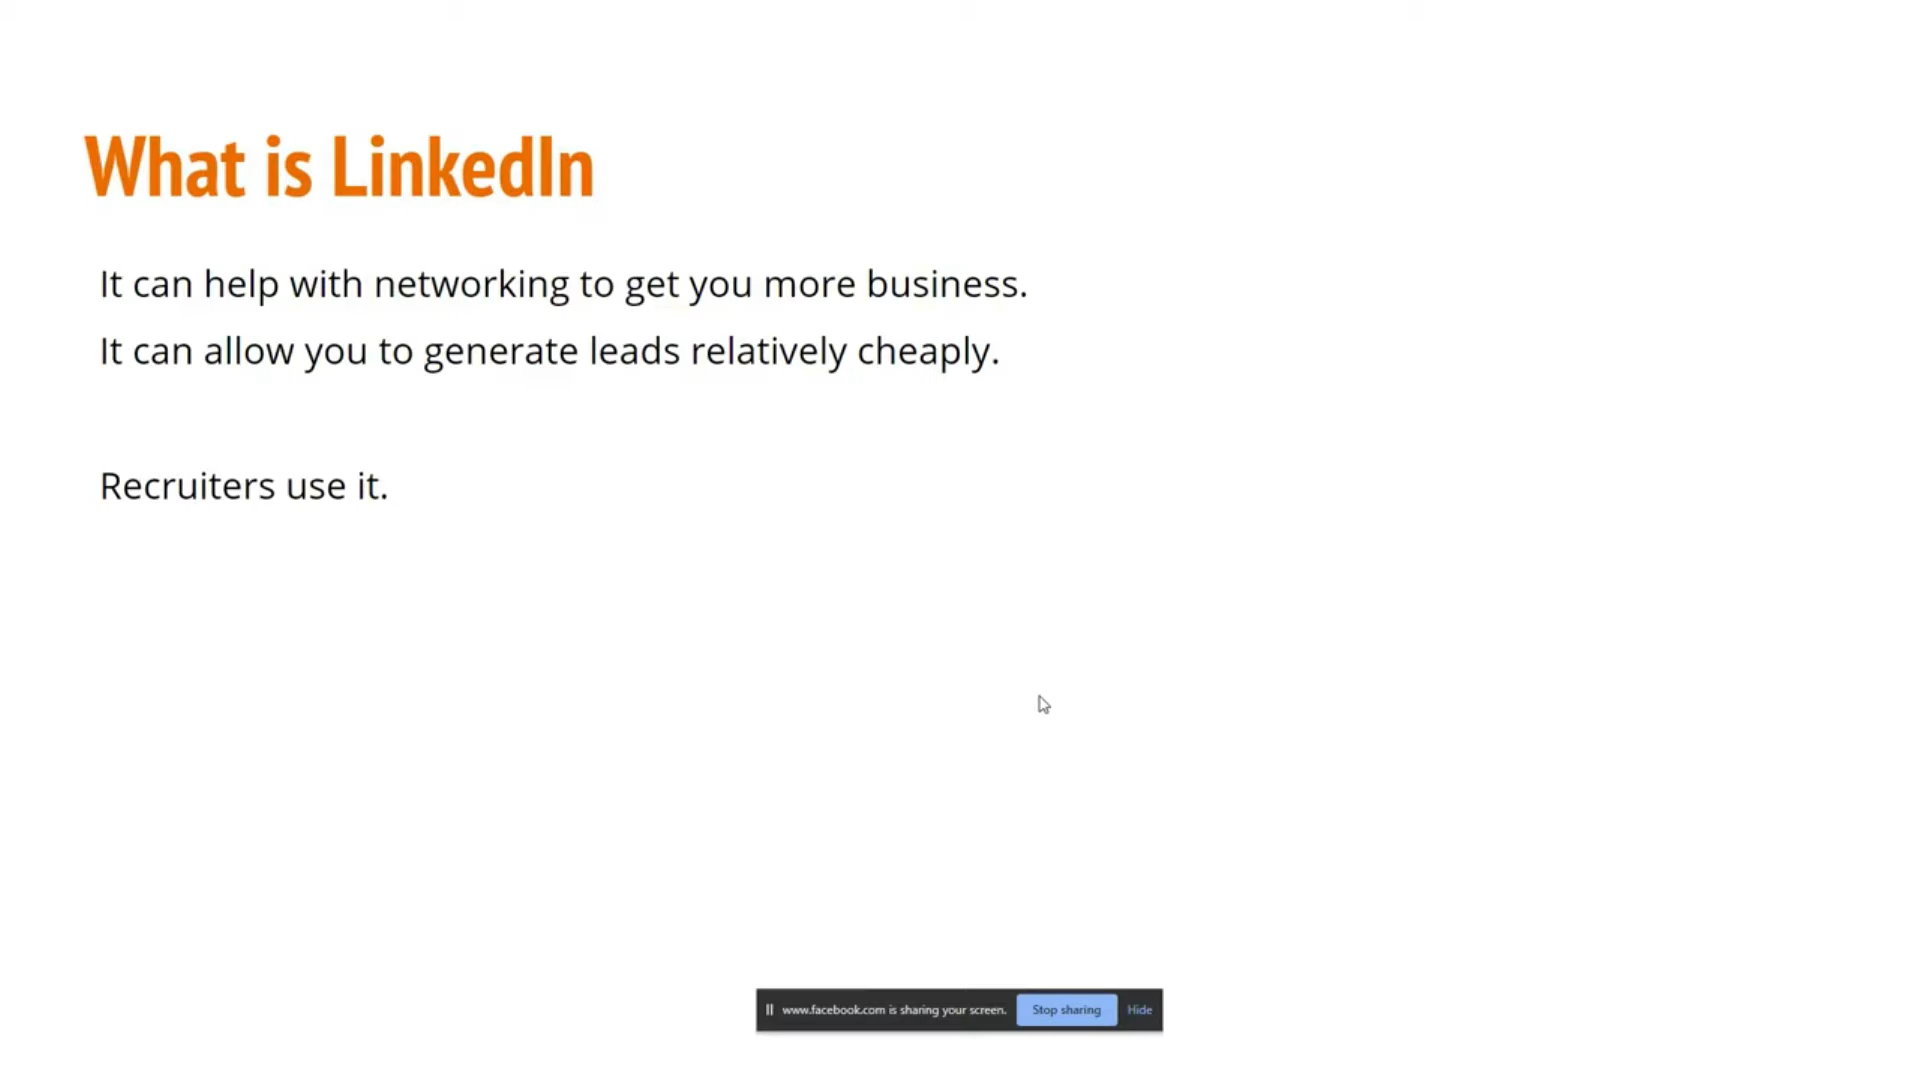 What is LinkedIn
It can help with networking to get you more business.
It can allow you to generate leads relatively cheaply.
Recruiters use it.
www.facebook.com is sharing your screen. Stop sharing Hide